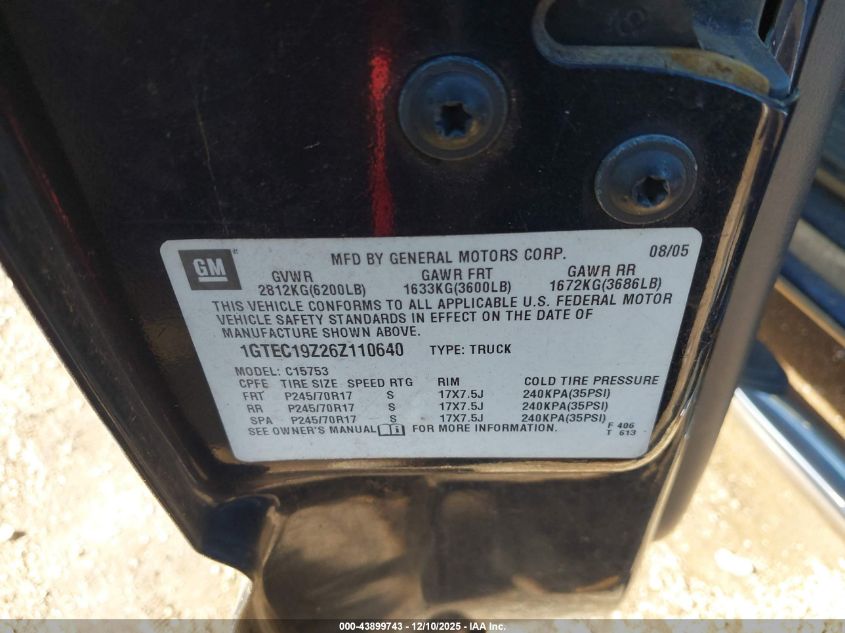 GM
MFD BY GENERAL MOTORS CORP. 08/05
GVWR GAWR FRT GAWR RR
2812KG(6200LB) 1633KG(3600LB) 1672KG(3686LB)
THIS VEHICLE CONFORMS TO ALL APPLICABLE U.S. FEDERAL MOTOR
VEHICLE SAFETY STANDARDS IN EFFECT ON THE DATE OF
MANUFACTURE SHOWN ABOVE.
1GTEC19Z26Z110640 TYPE: TRUCK
MODEL: C15753
CPFE TIRE SIZE SPEED RTG RIM COLD TIRE PRESSURE
FRT P245/70R17 S 17X7.5J 240KPA(35PSI)
RR P245/70R17 S 17X7.5J 240KPA(35PSI)
SPA P245/70R17 S 17X7.5J 240KPA(35PSI)
SEE OWNER'S MANUAL FOR MORE INFORMATION.
F 406
T 613
000-43899743 - 12/10/2025 - IAA Inc.